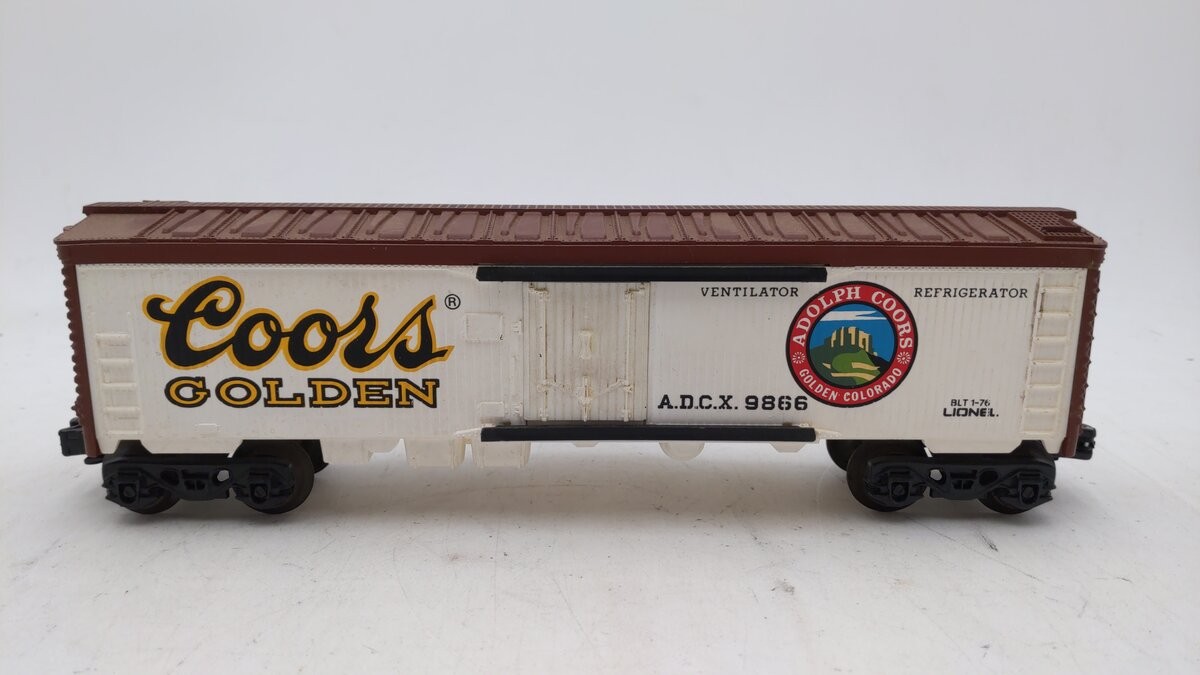 Coors®
GOLDEN
VENTILATOR
REFRIGERATOR
ADOLPH COORS
GOLDEN COLORADO
A.D.C.X. 9866
BLT 1-76
LIONEL